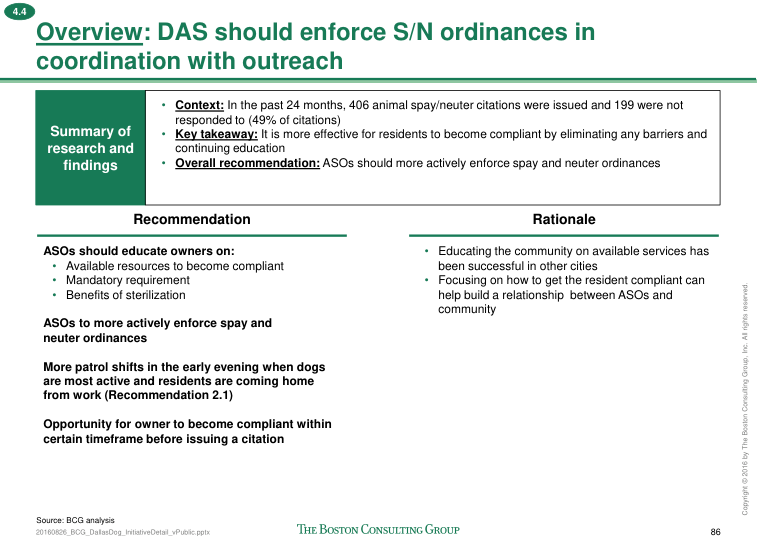 4.4
Overview: DAS should enforce S/N ordinances in
coordination with outreach
Summary of
research and
findings
• Context: In the past 24 months, 406 animal spay/neuter citations were issued and 199 were not
responded to (49% of citations)
• Key takeaway: It is more effective for residents to become compliant by eliminating any barriers and
continuing education
• Overall recommendation: ASOs should more actively enforce spay and neuter ordinances
Recommendation
ASOs should educate owners on:
• Available resources to become compliant
• Mandatory requirement
• Benefits of sterilization
ASOs to more actively enforce spay and
neuter ordinances
More patrol shifts in the early evening when dogs
are most active and residents are coming home
from work (Recommendation 2.1)
Opportunity for owner to become compliant within
certain timeframe before issuing a citation
Rationale
• Educating the community on available services has
been successful in other cities
• Focusing on how to get the resident compliant can
help build a relationship between ASOs and
community
Copyright © 2016 by The Boston Consulting Group, Inc. All rights reserved.
Source: BCG analysis
20160826_BCG_DallasDog_InitiativeDetail_vPublic.pptx
THE BOSTON CONSULTING GROUP
86